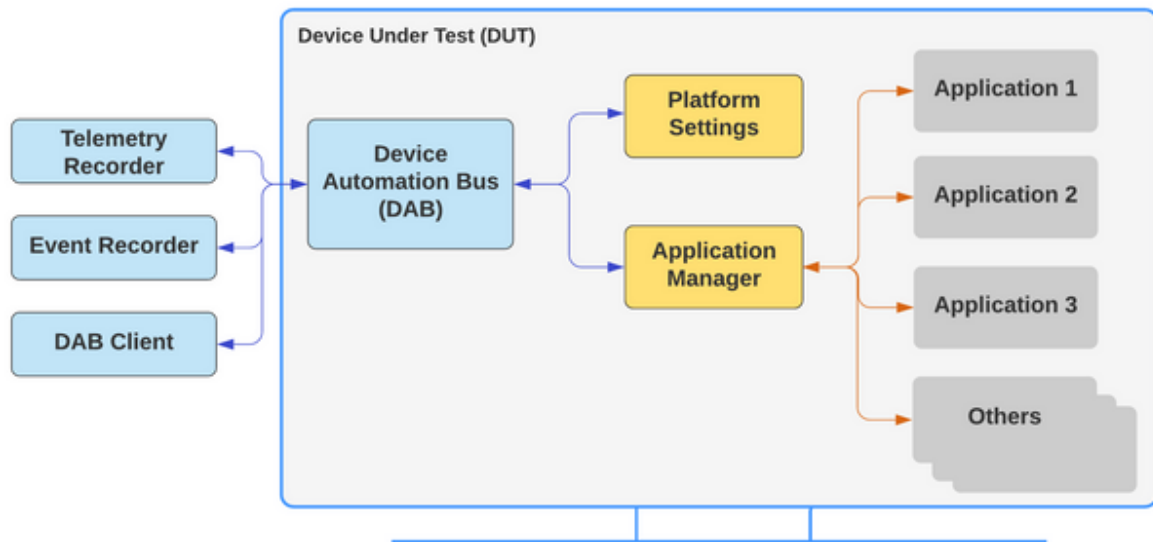 Device Under Test (DUT)
Telemetry
Recorder
Event Recorder
DAB Client
Device
Automation Bus
(DAB)
Platform
Settings
Application
Manager
Application 1
Application 2
Application 3
Others